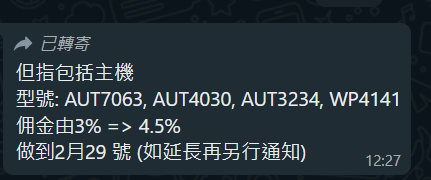 已轉寄
但指包括主機
型號: AUT7063, AUT4030, AUT3234, WP4141
佣金由3% => 4.5%
做到2月29 號 (如延長再另行通知)
12:27